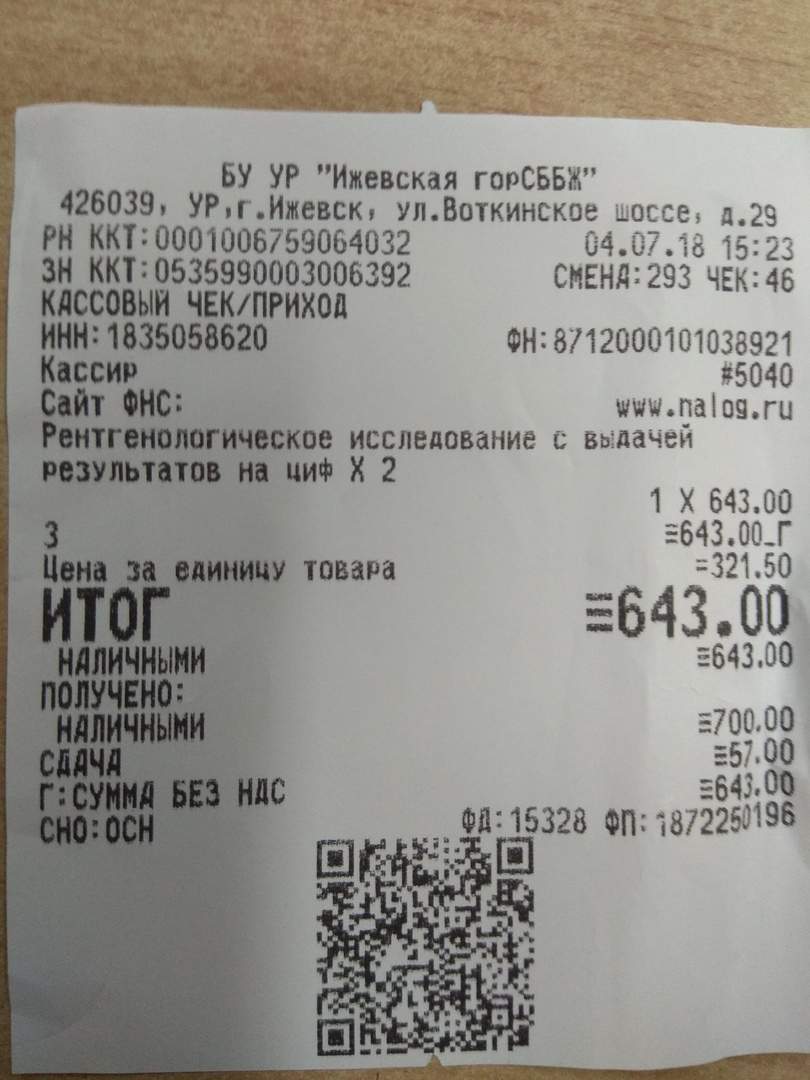 БУ УР "Ижевская горСББЖ"
426039, УР,г.Ижевск, ул.Воткинское шоссе, д.29
РН ККТ:0001006759064032 04.07.18 15:23
ЗН ККТ:0535990003006392 СМЕНА:293 ЧЕК:46
КАССОВЫЙ ЧЕК/ПРИХОД
ИНН:1835058620 ФН:8712000101038921
Кассир #5040
Сайт ФНС: www.nalog.ru
Рентгенологическое исследование с выдачей
результатов на циф X 2
1 X 643.00
3 ≡643.00_Г
Цена за единицу товара =321.50
ИТОГ ≡643.00
НАЛИЧНЫМИ ≡643.00
ПОЛУЧЕНО:
НАЛИЧНЫМИ ≡700.00
СДАЧА ≡57.00
Г:СУММА БЕЗ НДС ≡643.00
СНО:ОСН ФД:15328 ФП:1872250196